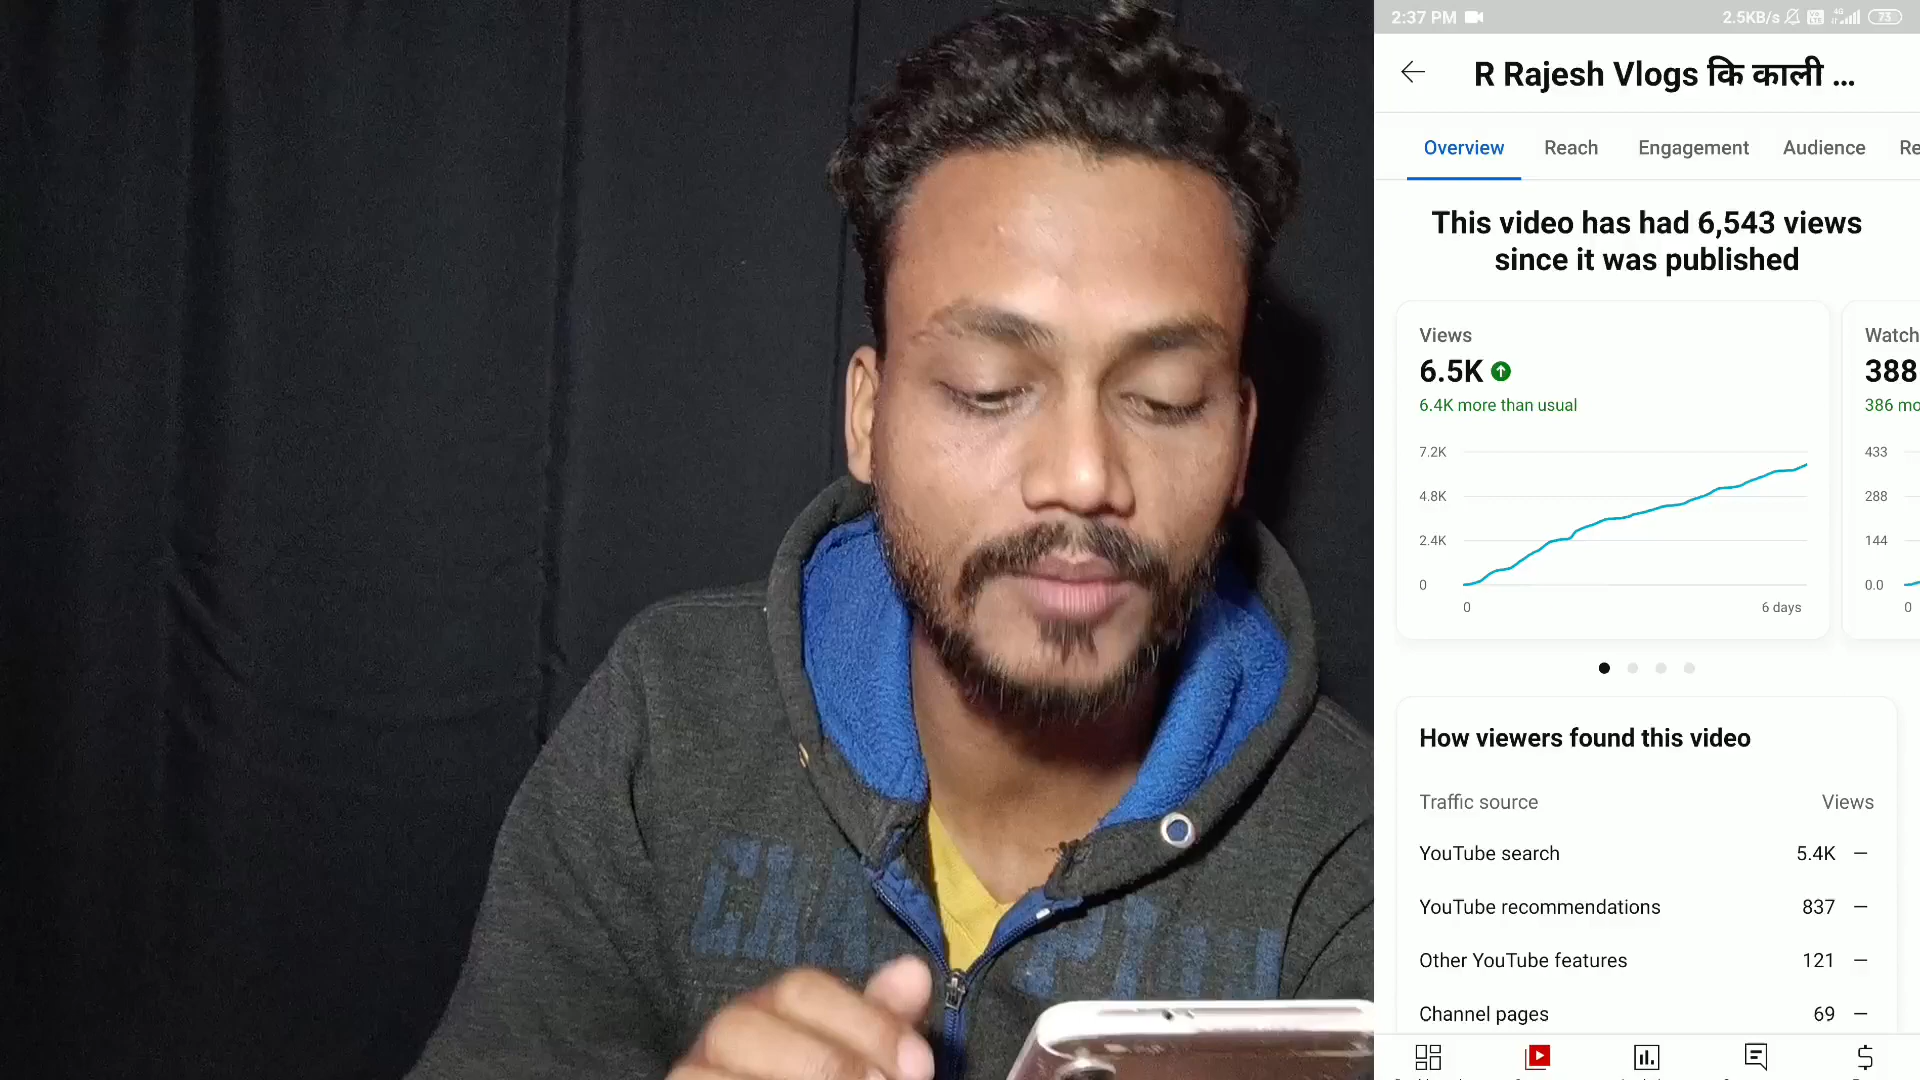 2:37 PM
2.5KB/s
4G
73
R Rajesh Vlogs कि काली ...
Overview
Reach
Engagement
Audience
Re
This video has had 6,543 views
since it was published
Views
6.5K
6.4K more than usual
7.2K
4.8K
2.4K
0
0
6 days
Watch
388
386 mo
433
288
144
0.0
0
How viewers found this video
Traffic source
Views
YouTube search
5.4K —
YouTube recommendations
837 —
Other YouTube features
121 —
Channel pages
69 —